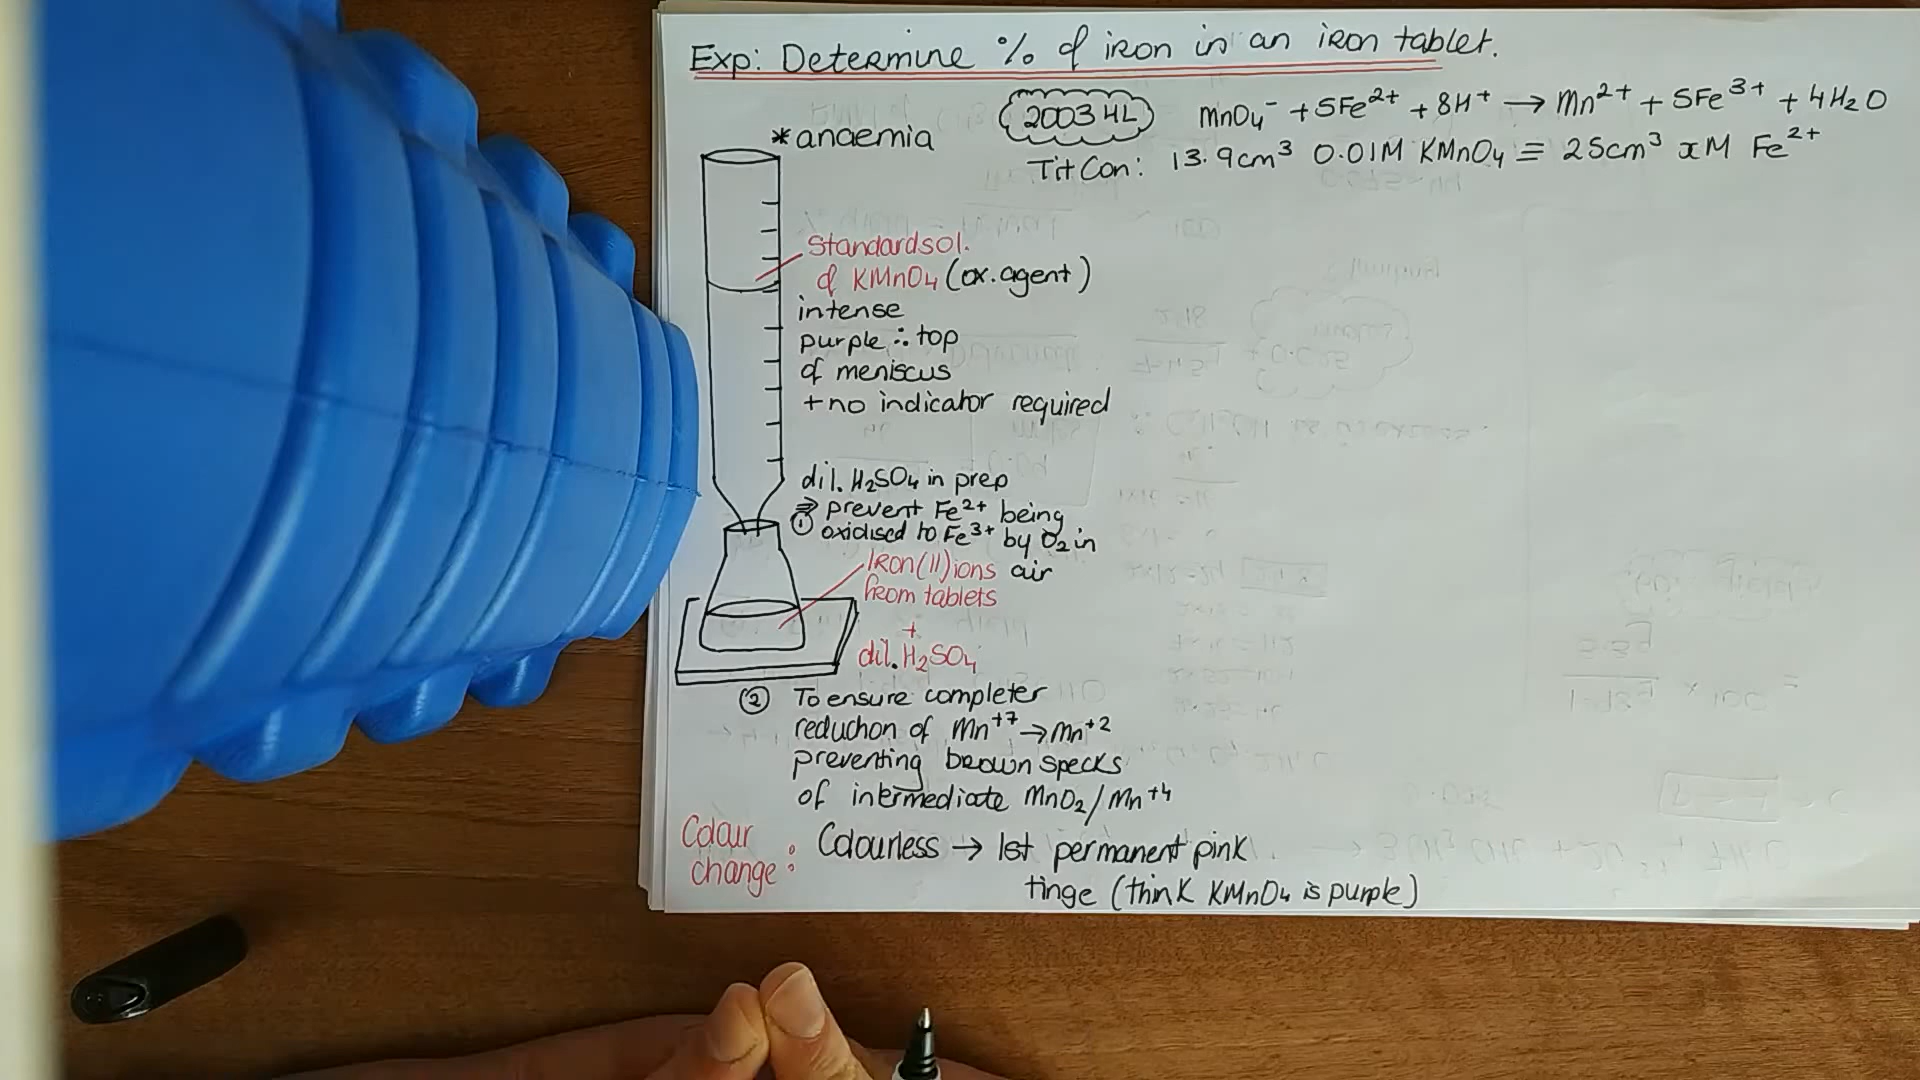 Exp: Determine % of iron in an iron tablet.
2003 HL
MnO₄⁻ + 5Fe²⁺ + 8H⁺ → Mn²⁺ + 5Fe³⁺ + 4H₂O
*anaemia
Tit Con: 13.9cm³ 0.01M KMnO₄ ≡ 25cm³ xM Fe²⁺
Standard sol.
of KMnO₄ (ox. agent)
intense
purple ∴ top
of meniscus
+ no indicator required
dil. H₂SO₄ in prep
⇒ prevent Fe²⁺ being
① oxidised to Fe³⁺ by O₂ in
air
Iron(II) ions
from tablets
+
dil. H₂SO₄
② To ensure completer
reduction of Mn⁺⁷ → Mn⁺²
preventing brown specks
of intermediate MnO₂/Mn⁺⁴
Colour
change:
Colourless → 1st permanent pink
tinge (think KMnO₄ is purple)